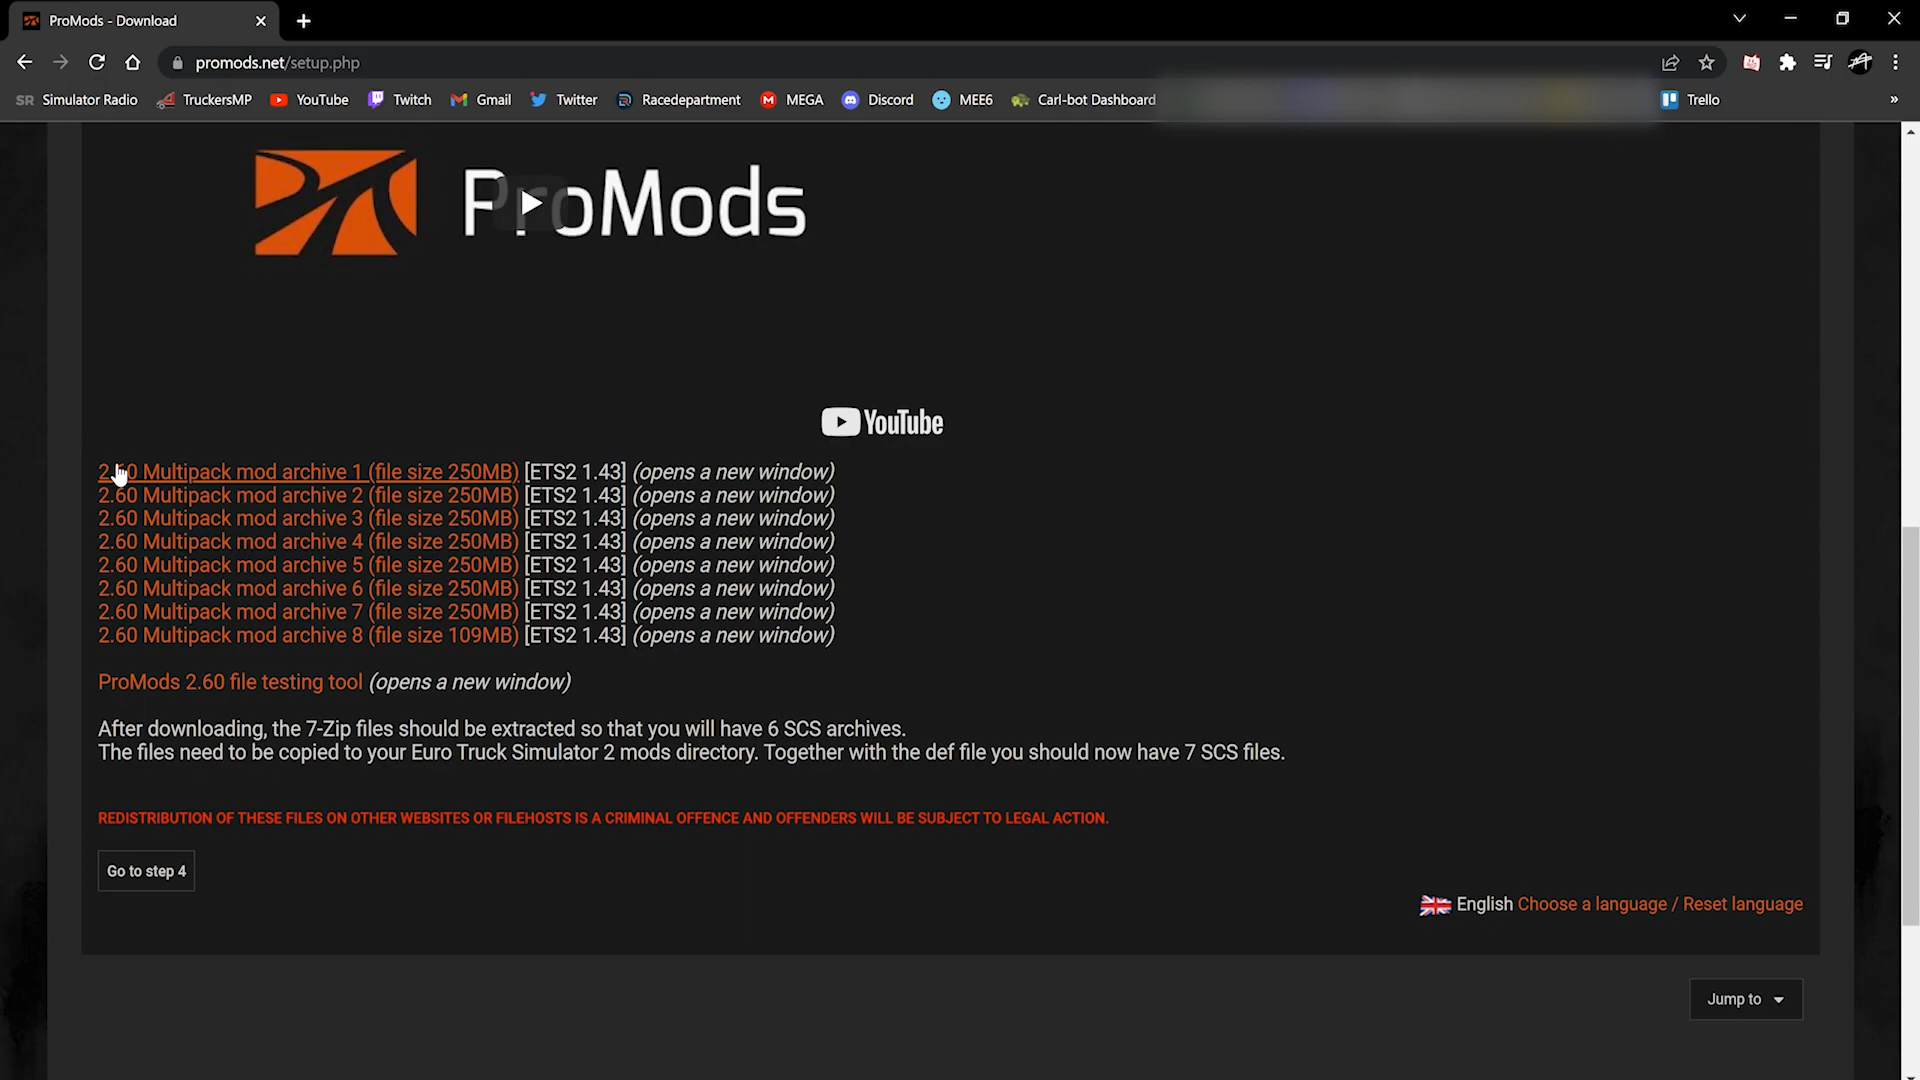 ProMods - Download
promods.net/setup.php
SR Simulator Radio TruckersMP YouTube Twitch Gmail Twitter Racedepartment MEGA Discord MEE6 Carl-bot Dashboard Trello »
ProMods
YouTube
2.60 Multipack mod archive 1 (file size 250MB) [ETS2 1.43] (opens a new window)
2.60 Multipack mod archive 2 (file size 250MB) [ETS2 1.43] (opens a new window)
2.60 Multipack mod archive 3 (file size 250MB) [ETS2 1.43] (opens a new window)
2.60 Multipack mod archive 4 (file size 250MB) [ETS2 1.43] (opens a new window)
2.60 Multipack mod archive 5 (file size 250MB) [ETS2 1.43] (opens a new window)
2.60 Multipack mod archive 6 (file size 250MB) [ETS2 1.43] (opens a new window)
2.60 Multipack mod archive 7 (file size 250MB) [ETS2 1.43] (opens a new window)
2.60 Multipack mod archive 8 (file size 109MB) [ETS2 1.43] (opens a new window)
ProMods 2.60 file testing tool (opens a new window)
After downloading, the 7-Zip files should be extracted so that you will have 6 SCS archives.
The files need to be copied to your Euro Truck Simulator 2 mods directory. Together with the def file you should now have 7 SCS files.
REDISTRIBUTION OF THESE FILES ON OTHER WEBSITES OR FILEHOSTS IS A CRIMINAL OFFENCE AND OFFENDERS WILL BE SUBJECT TO LEGAL ACTION.
Go to step 4
English Choose a language / Reset language
Jump to